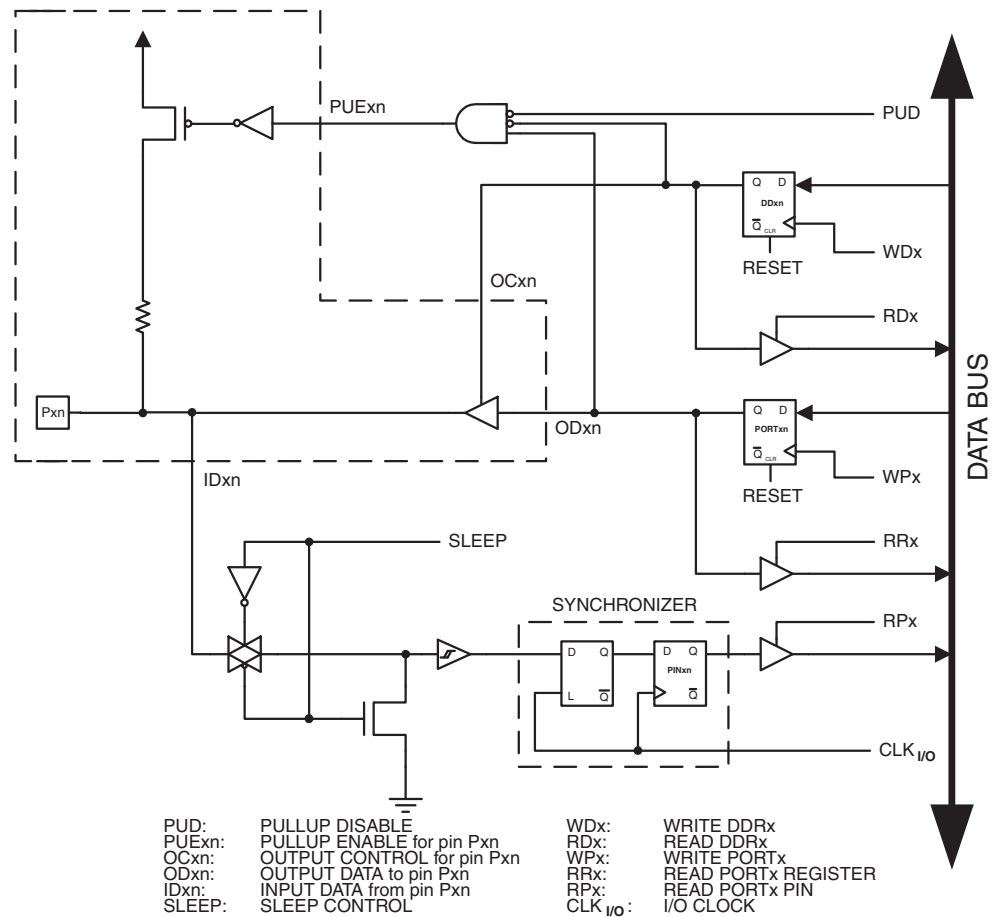 PUExn
PUD
Q D
DDxn
Q CLR
WDx
RESET
OCxn
RDx
Pxn
Q D
PORTxn
ODxn
Q CLR
IDxn
WPx
RESET
DATA BUS
SLEEP
RRx
SYNCHRONIZER
RPx
D Q
D Q
PINxn
L Q
Q
CLK I/O
PUD: PULLUP DISABLE
PUExn: PULLUP ENABLE for pin Pxn
OCxn: OUTPUT CONTROL for pin Pxn
ODxn: OUTPUT DATA to pin Pxn
IDxn: INPUT DATA from pin Pxn
SLEEP: SLEEP CONTROL
WDx: WRITE DDRx
RDx: READ DDRx
WPx: WRITE PORTx
RRx: READ PORTx REGISTER
RPx: READ PORTx PIN
CLK I/O: I/O CLOCK